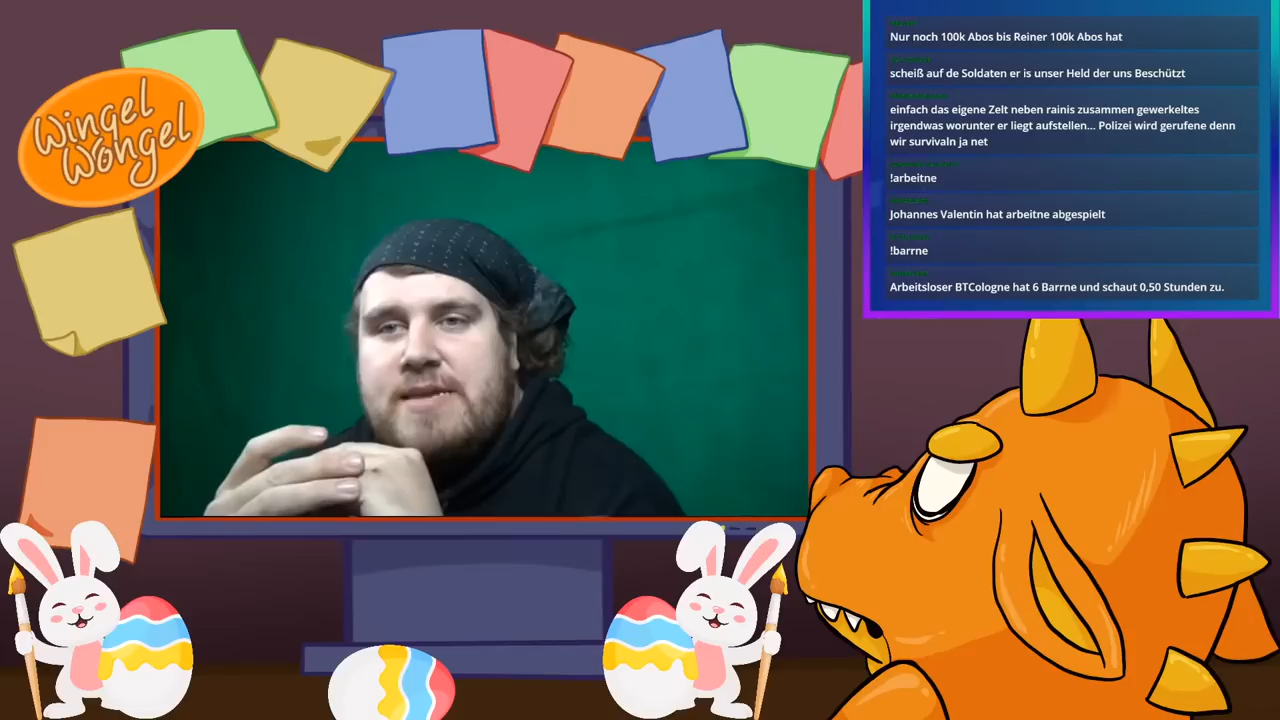 Wingel
Wongel
Nur noch 100k Abos bis Reiner 100k Abos hat
scheiß auf de Soldaten er is unser Held der uns Beschützt
einfach das eigene Zelt neben rainis zusammen gewerkeltes
irgendwas worunter er liegt aufstellen... Polizei wird gerufene denn
wir survivaln ja net
!arbeitne
Johannes Valentin hat arbeitne abgespielt
!barrne
Arbeitsloser BTCologne hat 6 Barrne und schaut 0,50 Stunden zu.